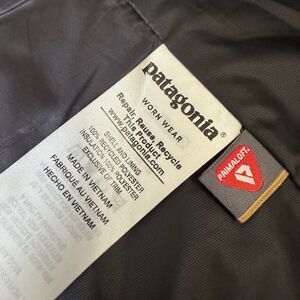 patagonia®
WORN WEAR
Repair, Reuse, Recycle
This Product
www.patagonia.com
SHELL AND LINING
100% RECYCLED POLYESTER
INSULATION 100% RECYCLED POLYESTER
EXCLUSIVE OF TRIM
MADE IN VIETNAM
FABRIQUÉ AU VIETNAM
HECHO EN VIETNAM
PRIMALOFT